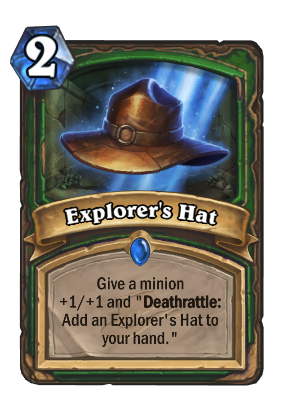 2
Explorer's Hat
Give a minion
+1/+1 and "Deathrattle:
Add an Explorer's Hat to
your hand. "